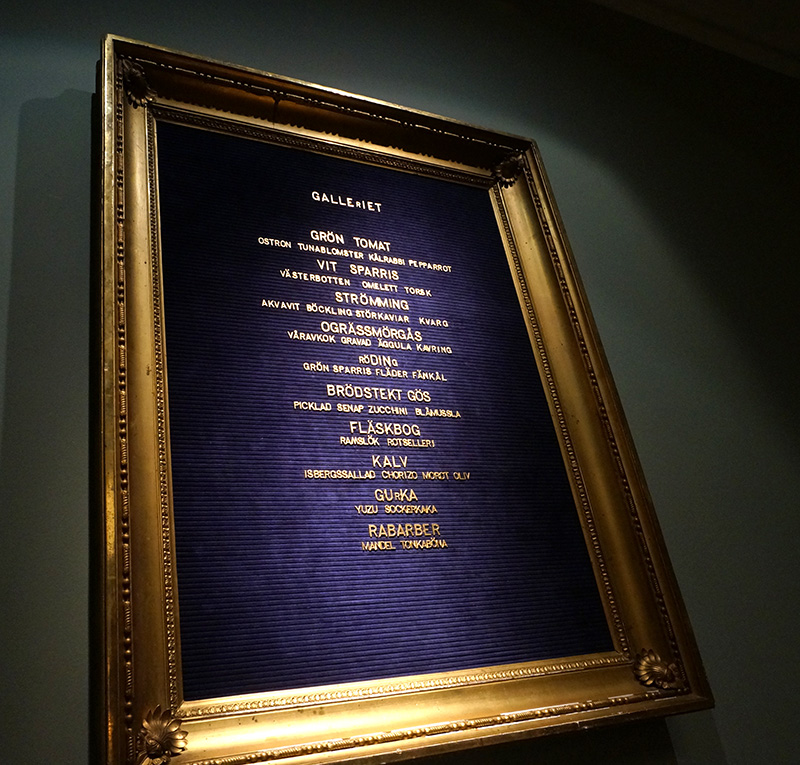 GALLERIET
GRÖN TOMAT
OSTRON TUNABLOMSTER KÅLRABBI PEPPARROT
VIT SPARRIS
VÄSTERBOTTEN OMELETT TORSK
STRÖMMING
AKVAVIT BÖCKLING STÖRKAVIAR KVARG
OGRÄSSMÖRGÅS
VÅRAVKOK GRAVAD ÄGGULA KAVRING
RÖDING
GRÖN SPARRIS FLÄDER FÄNKÅL
BRÖDSTEKT GÖS
PICKLAD SENAP ZUCCHINI BLÅMUSSLA
FLÄSKBOG
RAMSLÖK ROTSELLERI
KALV
ISBERGSSALLAD CHORIZO MOROT OLIV
GURKA
YUZU SOCKERKAKA
RABARBER
MANDEL TONKABÖNA